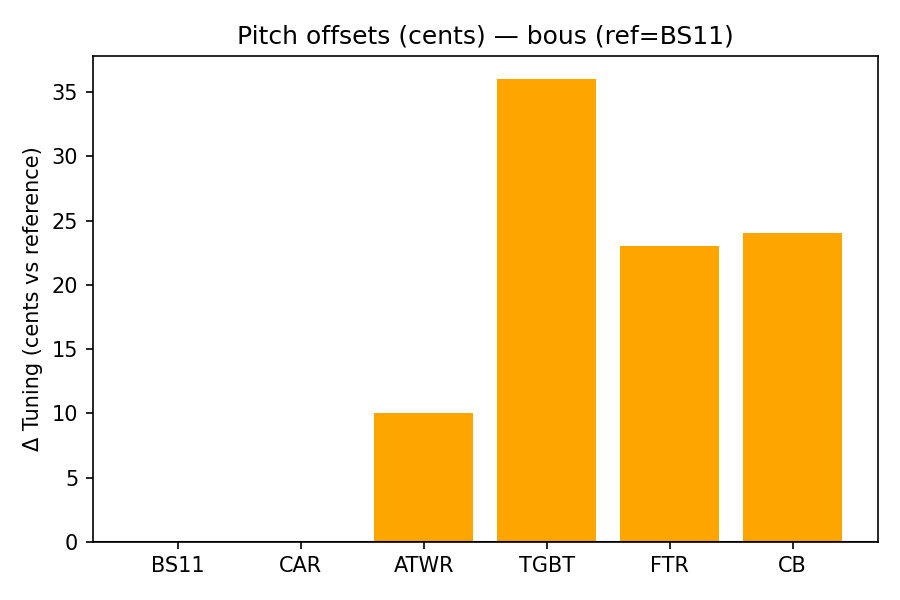 Pitch offsets (cents) — bous (ref=BS11)
Δ Tuning (cents vs reference)
35
30
25
20
15
10
5
0
BS11 CAR ATWR TGBT FTR CB